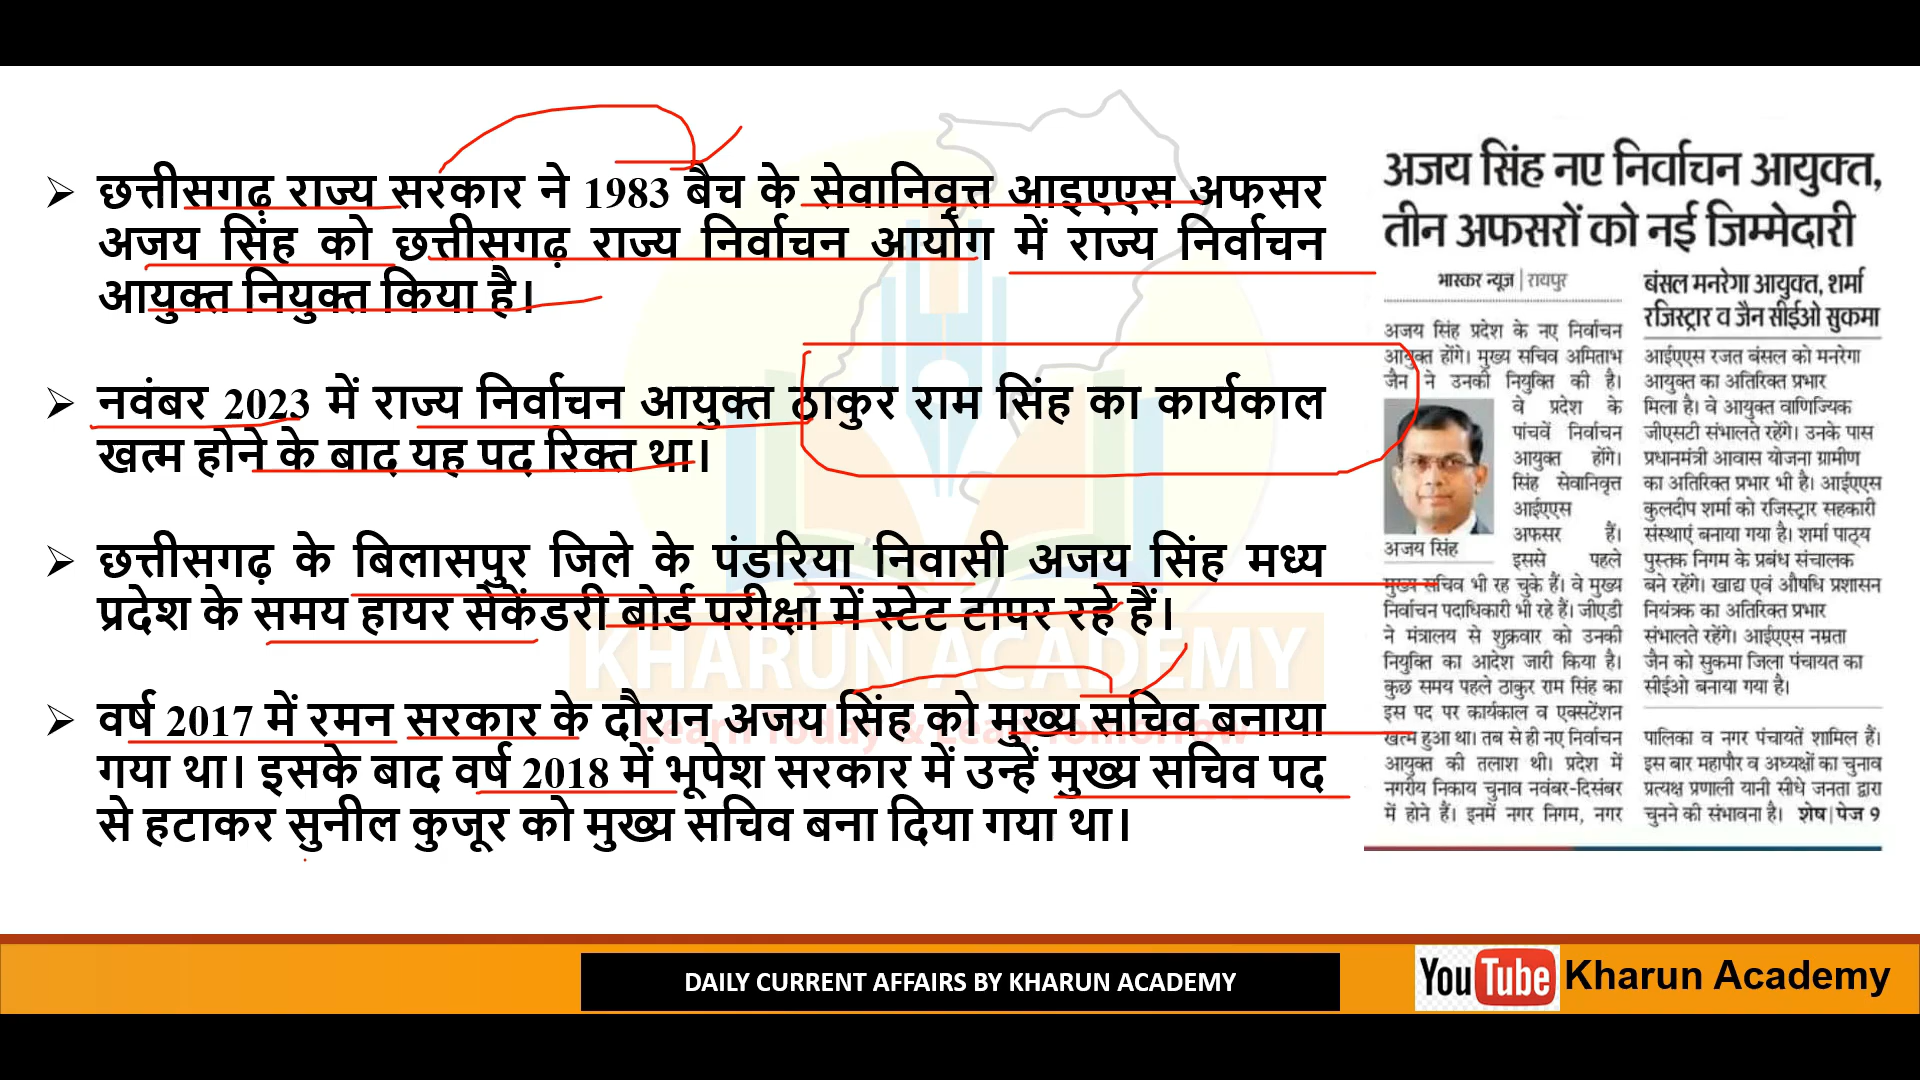 ➢ छत्तीसगढ़ राज्य सरकार ने 1983 बैच के सेवानिवृत्त आइएएस अफसर
अजय सिंह को छत्तीसगढ़ राज्य निर्वाचन आयोग में राज्य निर्वाचन
आयुक्त नियुक्त किया है।
➢ नवंबर 2023 में राज्य निर्वाचन आयुक्त ठाकुर राम सिंह का कार्यकाल
खत्म होने के बाद यह पद रिक्त था।
➢ छत्तीसगढ़ के बिलासपुर जिले के पंडरिया निवासी अजय सिंह मध्य
प्रदेश के समय हायर सेकेंडरी बोर्ड परीक्षा में स्टेट टापर रहे हैं।
➢ वर्ष 2017 में रमन सरकार के दौरान अजय सिंह को मुख्य सचिव बनाया
गया था। इसके बाद वर्ष 2018 में भूपेश सरकार में उन्हें मुख्य सचिव पद
से हटाकर सुनील कुजूर को मुख्य सचिव बना दिया गया था।
KHARUN ACADEMY
Learn Today & Lead Tomorrow
अजय सिंह नए निर्वाचन आयुक्त,
तीन अफसरों को नई जिम्मेदारी
भास्कर न्यूज | रायपुर
अजय सिंह प्रदेश के नए निर्वाचन
आयुक्त होंगे। मुख्य सचिव अमिताभ
जैन ने उनकी नियुक्ति की है।
वे प्रदेश के
पांचवें निर्वाचन
आयुक्त होंगे।
सिंह सेवानिवृत्त
आईएएस
अफसर हैं।
इससे पहले
अजय सिंह
मुख्य सचिव भी रह चुके हैं। वे मुख्य
निर्वाचन पदाधिकारी भी रहे हैं। जीएडी
ने मंत्रालय से शुक्रवार को उनकी
नियुक्ति का आदेश जारी किया है।
कुछ समय पहले ठाकुर राम सिंह का
इस पद पर कार्यकाल व एक्सटेंशन
खत्म हुआ था। तब से ही नए निर्वाचन
आयुक्त की तलाश थी। प्रदेश में
नगरीय निकाय चुनाव नवंबर-दिसंबर
में होने हैं। इनमें नगर निगम, नगर
बंसल मनरेगा आयुक्त, शर्मा
रजिस्ट्रार व जैन सीईओ सुकमा
आईएएस रजत बंसल को मनरेगा
आयुक्त का अतिरिक्त प्रभार
मिला है। वे आयुक्त वाणिज्यिक
जीएसटी संभालते रहेंगे। उनके पास
प्रधानमंत्री आवास योजना ग्रामीण
का अतिरिक्त प्रभार भी है। आईएएस
कुलदीप शर्मा को रजिस्ट्रार सहकारी
संस्थाएं बनाया गया है। शर्मा पाठ्य
पुस्तक निगम के प्रबंध संचालक
बने रहेंगे। खाद्य एवं औषधि प्रशासन
नियंत्रक का अतिरिक्त प्रभार
संभालते रहेंगे। आईएएस नम्रता
जैन को सुकमा जिला पंचायत का
सीईओ बनाया गया है।
पालिका व नगर पंचायतें शामिल हैं।
इस बार महापौर व अध्यक्षों का चुनाव
प्रत्यक्ष प्रणाली यानी सीधे जनता द्वारा
चुनने की संभावना है। शेष | पेज 9
DAILY CURRENT AFFAIRS BY KHARUN ACADEMY
YouTube Kharun Academy